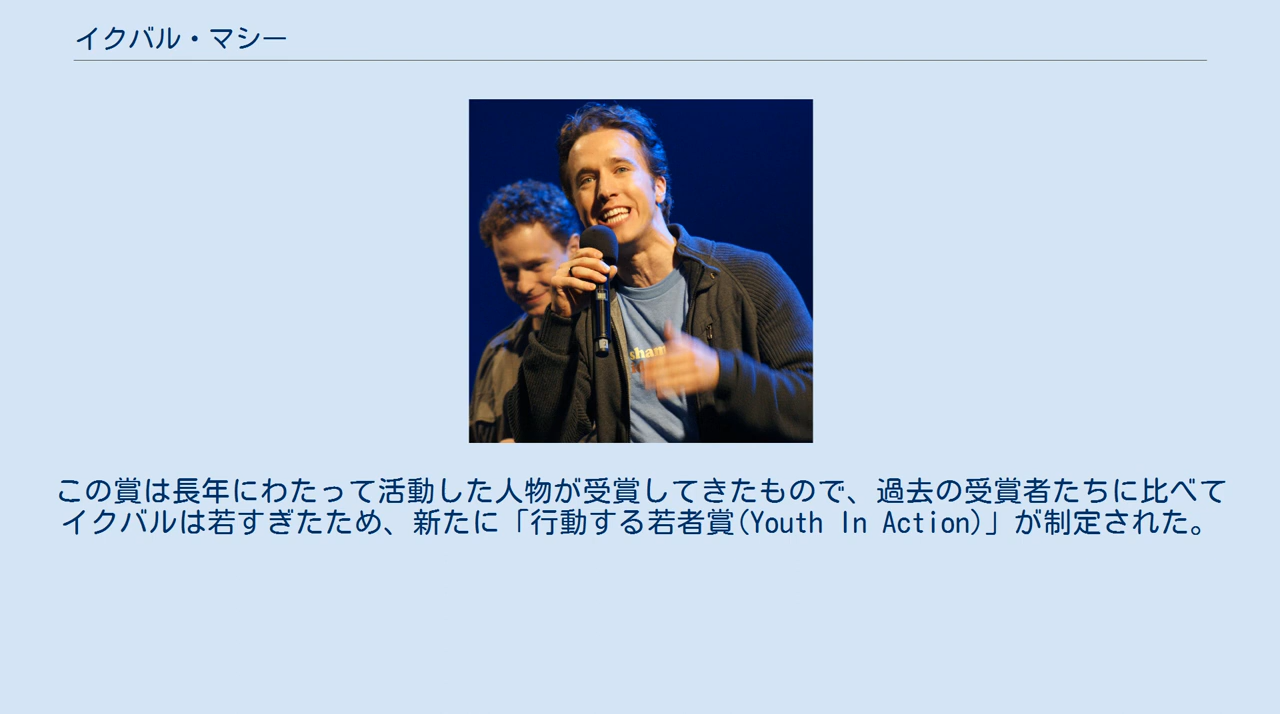 イクバル・マシー
sham
この賞は長年にわたって活動した人物が受賞してきたもので、過去の受賞者たちに比べて
イクバルは若すぎたため、新たに「行動する若者賞(Youth In Action)」が制定された。